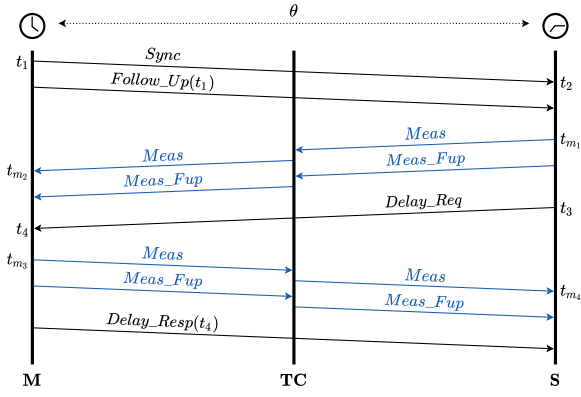 θ
Sync
t₁
t₂
Follow_Up(t₁)
Meas
tₘ₁
Meas
Meas_Fup
tₘ₂
Meas_Fup
Delay_Req
t₃
t₄
Meas
tₘ₃
Meas
Meas_Fup
tₘ₄
Meas_Fup
Delay_Resp(t₄)
M TC S